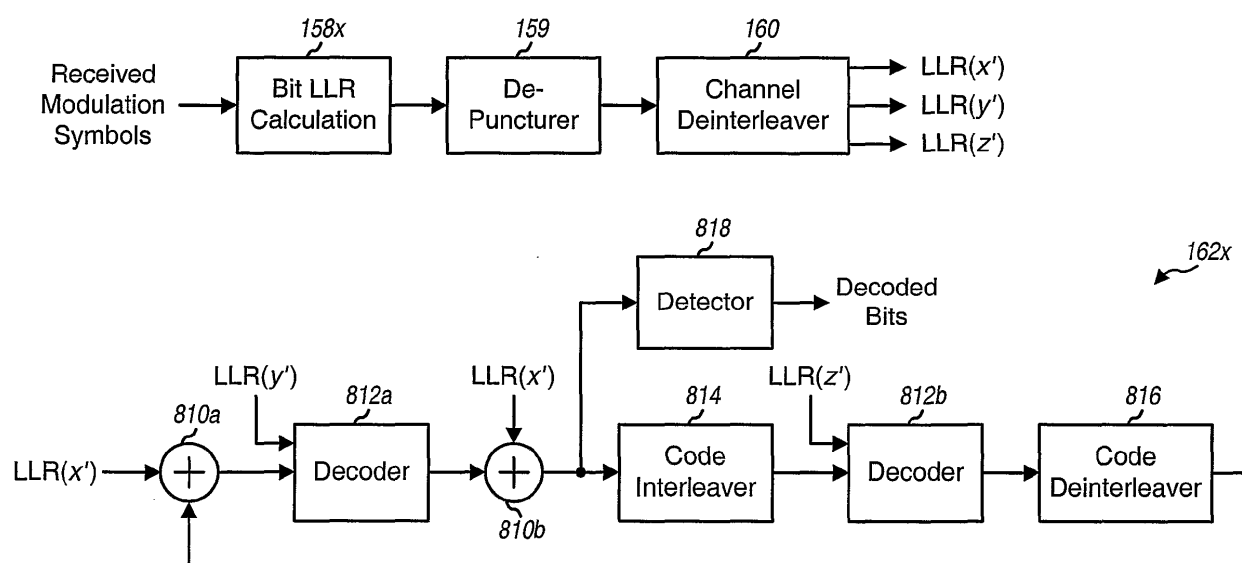 158x
159
160
Received
Modulation
Symbols
Bit LLR
Calculation
De-
Puncturer
Channel
Deinterleaver
LLR(x')
LLR(y')
LLR(z')
818
162x
Detector
Decoded
Bits
LLR(y')
LLR(x')
LLR(z')
810a
812a
814
812b
816
LLR(x')
+
Decoder
+
Code
Interleaver
Decoder
Code
Deinterleaver
810b